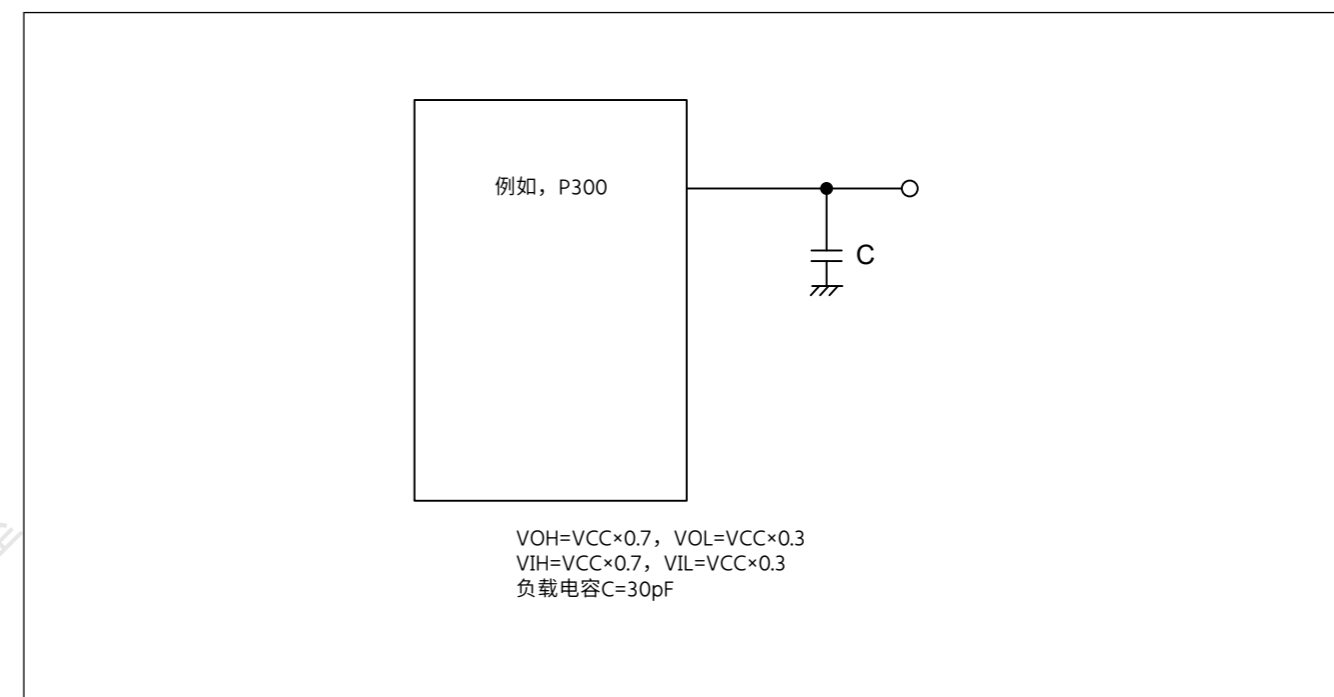 例如，P300
C
VOH=VCC×0.7，VOL=VCC×0.3
VIH=VCC×0.7，VIL=VCC×0.3
负载电容C=30pF